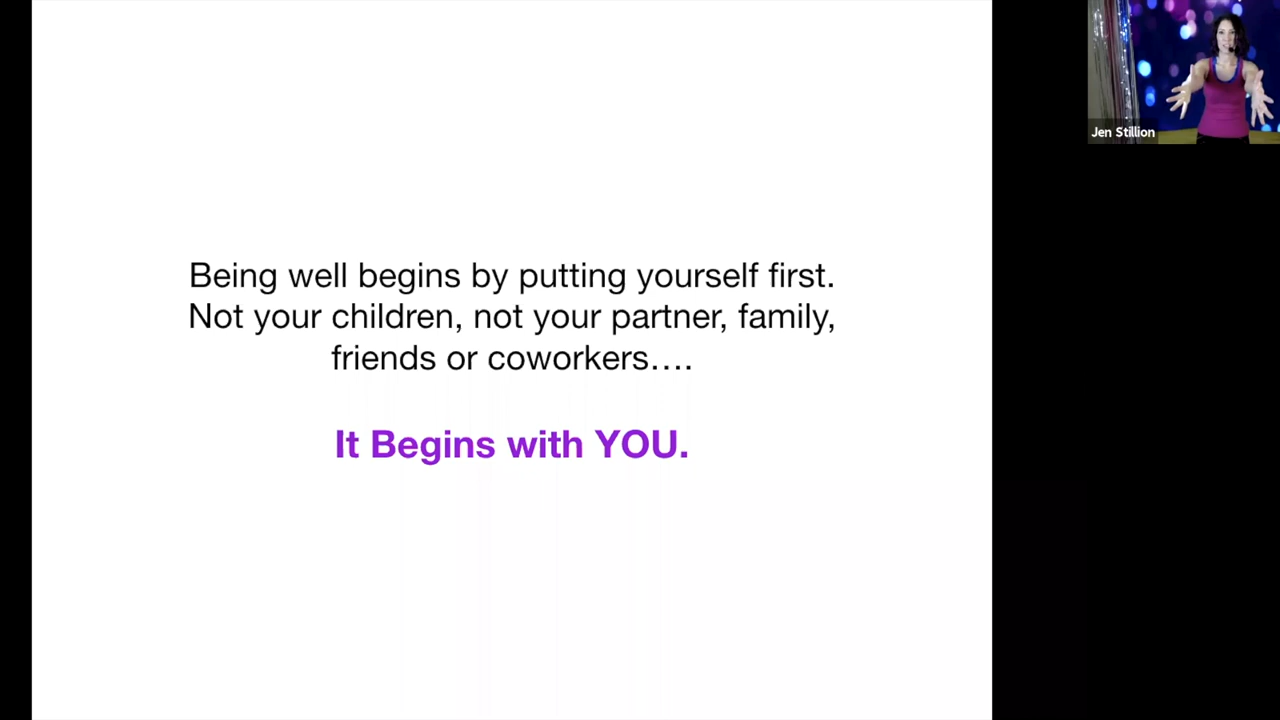 Being well begins by putting yourself first.
Not your children, not your partner, family,
friends or coworkers….
It Begins with YOU.
Jen Stillion